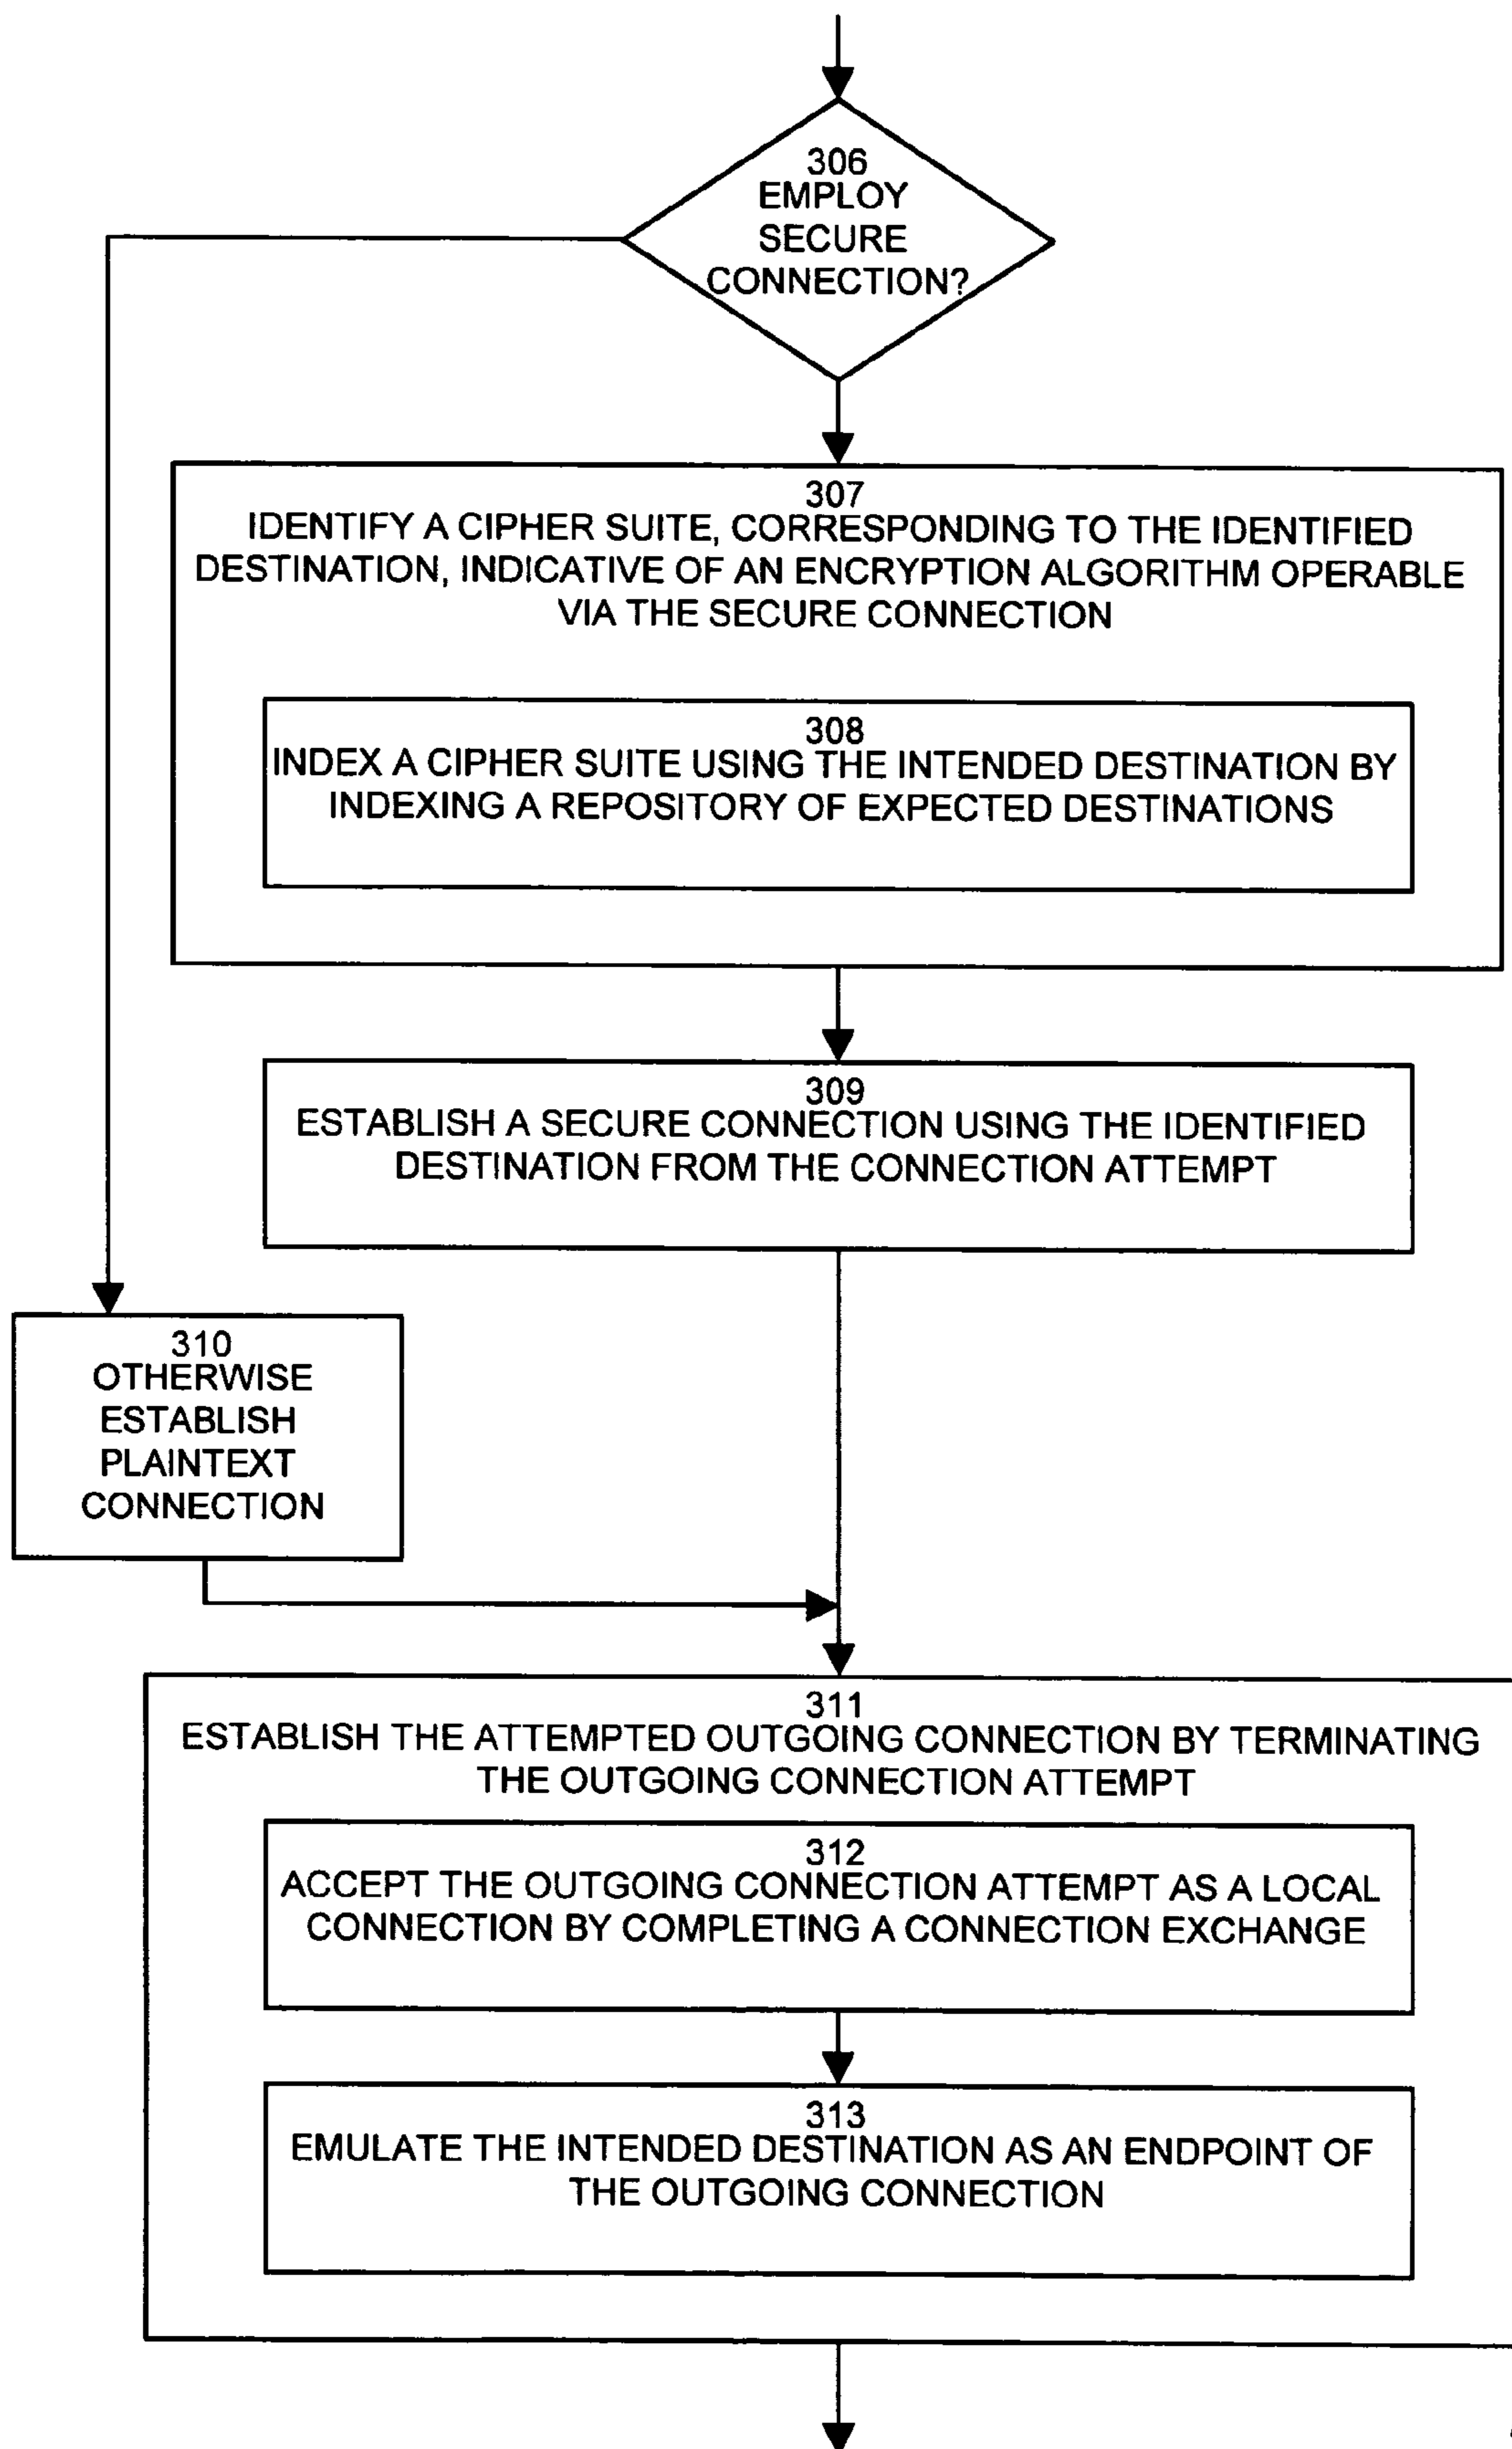 306
EMPLOY
SECURE
CONNECTION?
307
IDENTIFY A CIPHER SUITE, CORRESPONDING TO THE IDENTIFIED
DESTINATION, INDICATIVE OF AN ENCRYPTION ALGORITHM OPERABLE
VIA THE SECURE CONNECTION
308
INDEX A CIPHER SUITE USING THE INTENDED DESTINATION BY
INDEXING A REPOSITORY OF EXPECTED DESTINATIONS
309
ESTABLISH A SECURE CONNECTION USING THE IDENTIFIED
DESTINATION FROM THE CONNECTION ATTEMPT
310
OTHERWISE
ESTABLISH
PLAINTEXT
CONNECTION
311
ESTABLISH THE ATTEMPTED OUTGOING CONNECTION BY TERMINATING
THE OUTGOING CONNECTION ATTEMPT
312
ACCEPT THE OUTGOING CONNECTION ATTEMPT AS A LOCAL
CONNECTION BY COMPLETING A CONNECTION EXCHANGE
313
EMULATE THE INTENDED DESTINATION AS AN ENDPOINT OF
THE OUTGOING CONNECTION